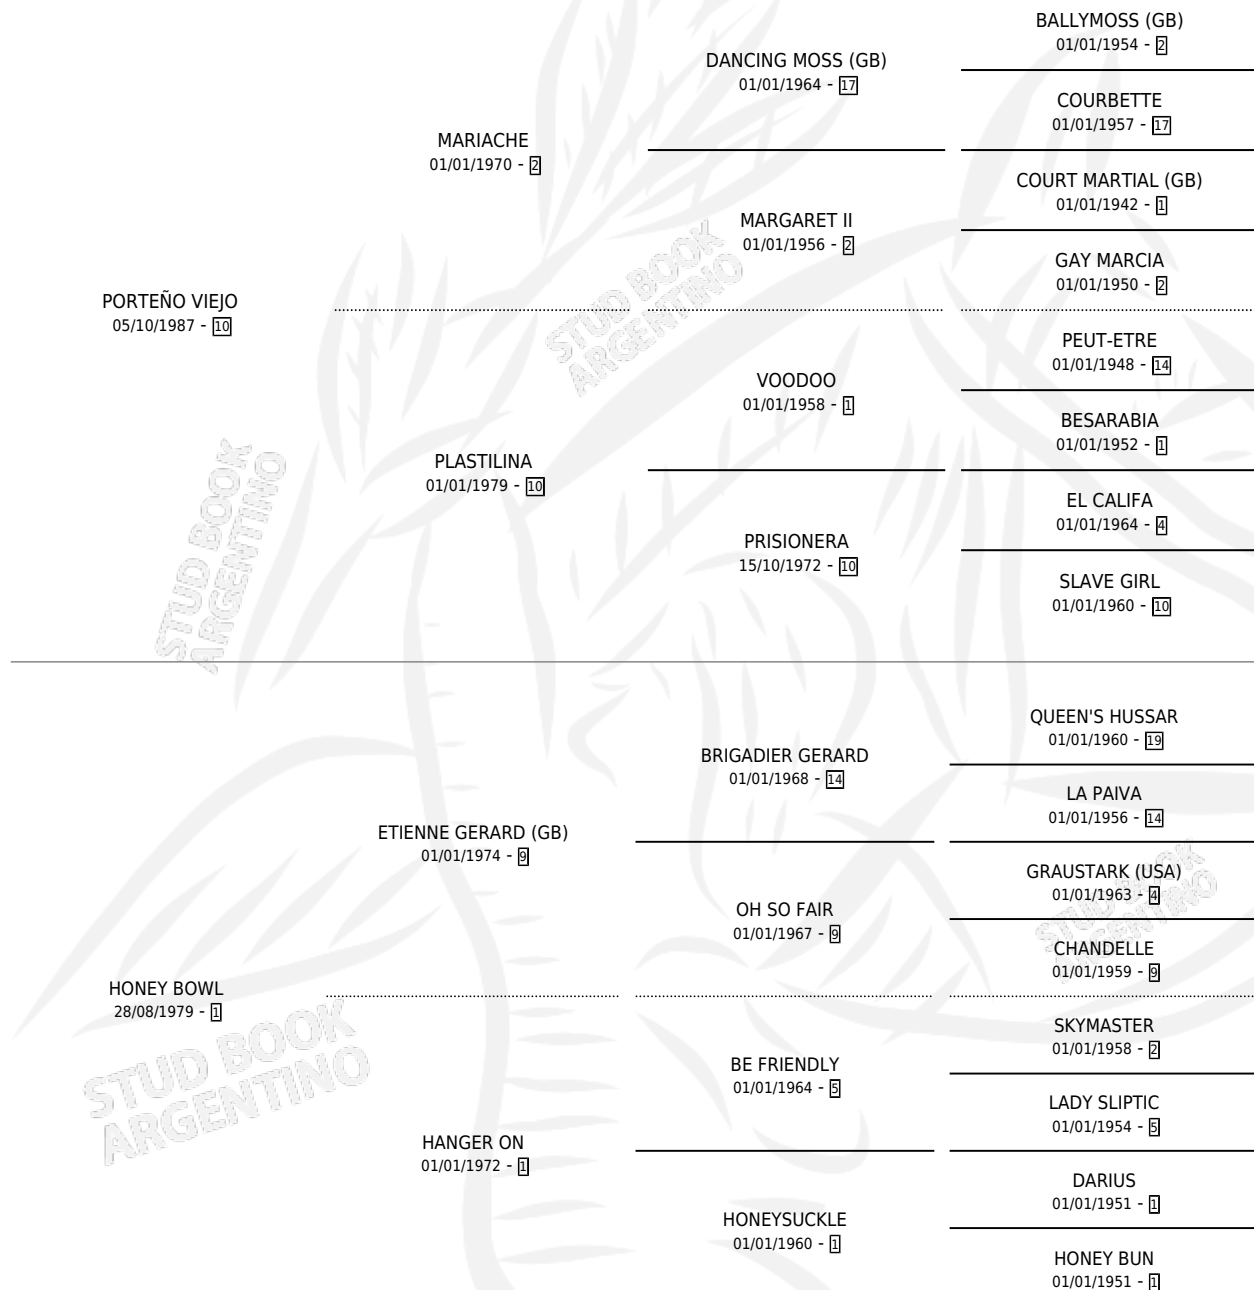 BALLYMOSS (GB)
01/01/1954 - 2
DANCING MOSS (GB)
01/01/1964 - 17
COURBETTE
01/01/1957 - 17
MARIACHE
01/01/1970 - 2
COURT MARTIAL (GB)
01/01/1942 - 1
MARGARET II
01/01/1956 - 2
GAY MARCIA
01/01/1950 - 2
PORTEÑO VIEJO
05/10/1987 - 10
PEUT-ETRE
01/01/1948 - 14
VOODOO
01/01/1958 - 1
BESARABIA
01/01/1952 - 1
PLASTILINA
01/01/1979 - 10
EL CALIFA
01/01/1964 - 4
PRISIONERA
15/10/1972 - 10
SLAVE GIRL
01/01/1960 - 10
QUEEN'S HUSSAR
01/01/1960 - 19
BRIGADIER GERARD
01/01/1968 - 14
LA PAIVA
01/01/1956 - 14
ETIENNE GERARD (GB)
01/01/1974 - 9
GRAUSTARK (USA)
01/01/1963 - 4
OH SO FAIR
01/01/1967 - 9
CHANDELLE
01/01/1959 - 9
HONEY BOWL
28/08/1979 - 1
SKYMASTER
01/01/1958 - 2
BE FRIENDLY
01/01/1964 - 5
LADY SLIPTIC
01/01/1954 - 5
HANGER ON
01/01/1972 - 1
DARIUS
01/01/1951 - 1
HONEYSUCKLE
01/01/1960 - 1
HONEY BUN
01/01/1951 - 1
STUD BOOK
ARGENTINO
STUD BOOK
ARGENTINO
STUD BOOK
ARGENTINO
STUD BOOK
ARGENTINO